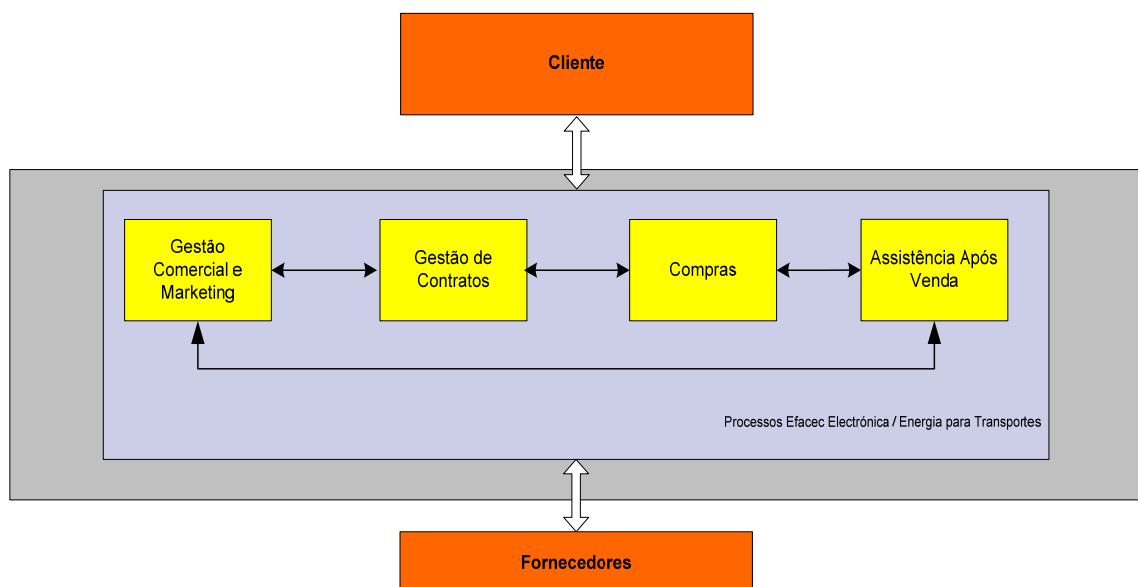 Cliente
Gestão
Comercial e
Marketing
Gestão de
Contratos
Compras
Assistência Após
Venda
Processos Efacec Electrónica / Energia para Transportes
Fornecedores